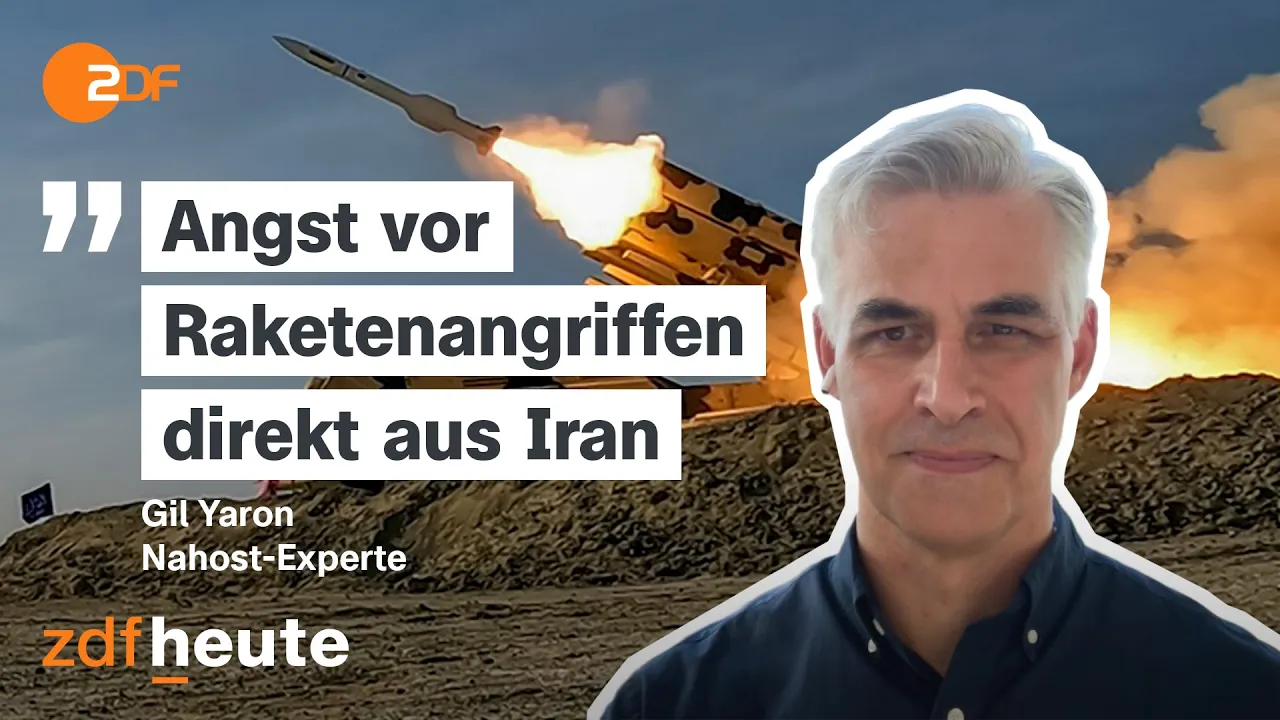 2DF
„Angst vor
Raketenangriffen
direkt aus Iran
Gil Yaron
Nahost-Experte
zdfheute